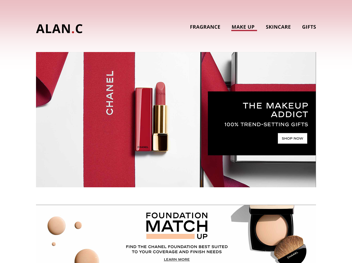 ALAN.C
FRAGRANCE MAKE UP SKINCARE GIFTS
CHANEL
THE MAKEUP
ADDICT
100% TREND-SETTING GIFTS
SHOP NOW
FOUNDATION
MATCH
UP
FIND THE CHANEL FOUNDATION BEST SUITED
TO YOUR COVERAGE AND FINISH NEEDS
LEARN MORE